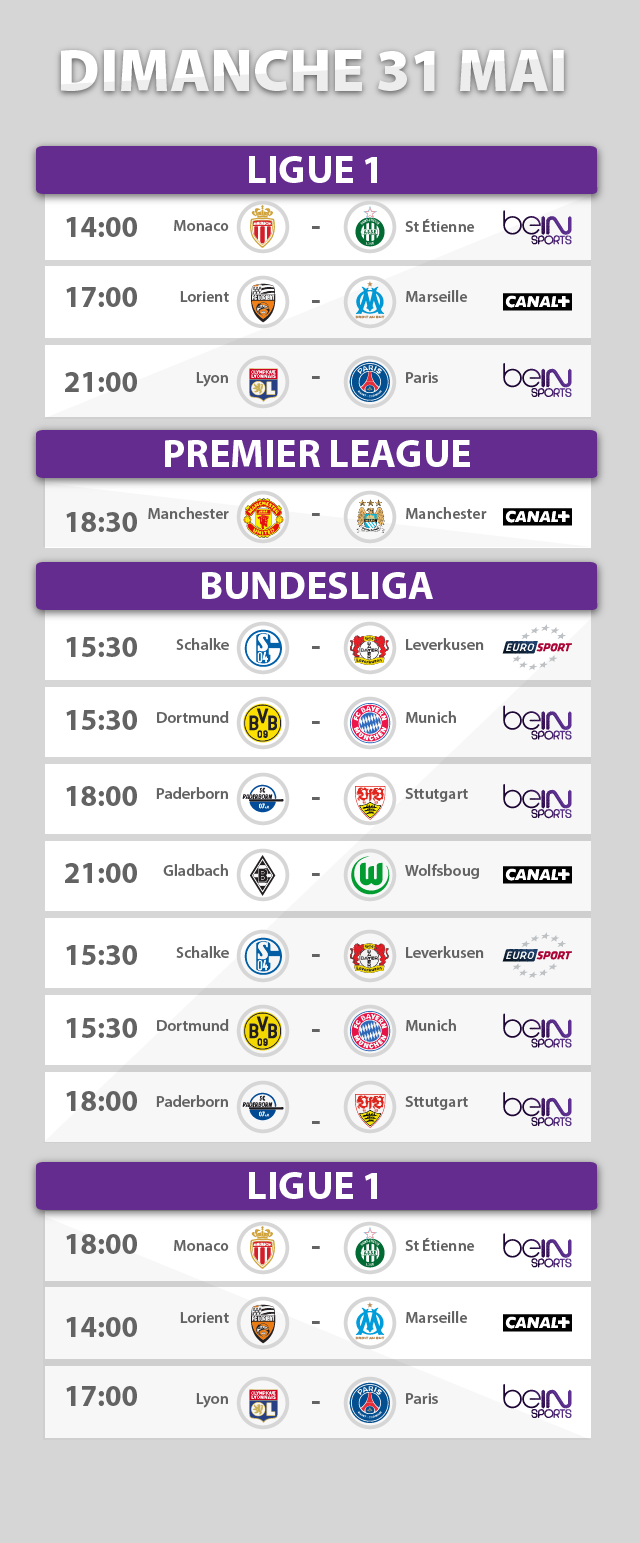 DIMANCHE 31 MAI
LIGUE 1
14:00 Monaco - St Étienne beIN SPORTS
17:00 Lorient - Marseille CANAL+
21:00 Lyon - Paris beIN SPORTS
PREMIER LEAGUE
18:30 Manchester - Manchester CANAL+
BUNDESLIGA
15:30 Schalke - Leverkusen EUROSPORT
15:30 Dortmund - Munich beIN SPORTS
18:00 Paderborn - Sttutgart beIN SPORTS
21:00 Gladbach - Wolfsboug CANAL+
15:30 Schalke - Leverkusen EUROSPORT
15:30 Dortmund - Munich beIN SPORTS
18:00 Paderborn - Sttutgart beIN SPORTS
LIGUE 1
18:00 Monaco - St Étienne beIN SPORTS
14:00 Lorient - Marseille CANAL+
17:00 Lyon - Paris beIN SPORTS